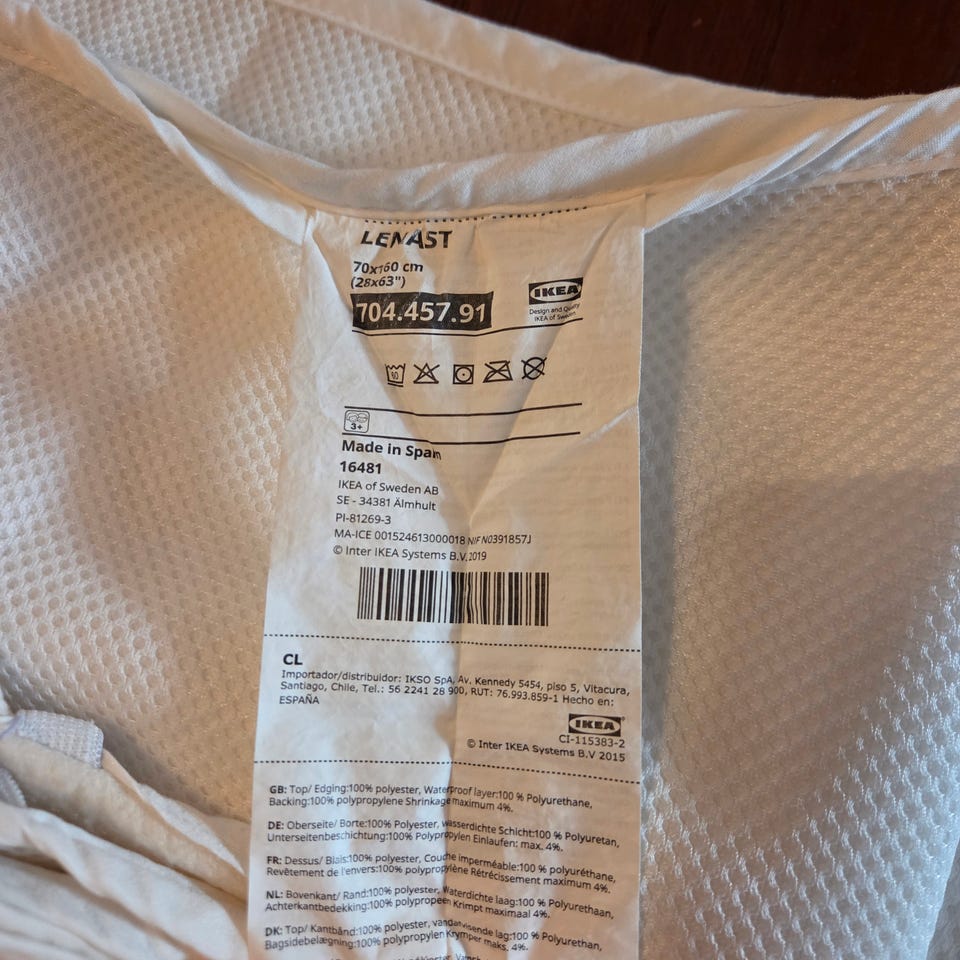 LENAST
70x160 cm
(28x63")
704.457.91
IKEA
Design and Quality
IKEA of Sweden
60
3+
Made in Spain
16481
IKEA of Sweden AB
SE - 34381 Älmhult
PI-81269-3
MA-ICE 001524613000018 NIF N0391857J
© Inter IKEA Systems B.V. 2019
CL
Importador/distribuidor: IKSO SpA, Av. Kennedy 5454, piso 5, Vitacura,
Santiago, Chile, Tel.: 56 2241 28 900, RUT: 76.993.859-1 Hecho en:
ESPAÑA
IKEA
CI-115383-2
© Inter IKEA Systems B.V 2015
GB: Top/ Edging:100% polyester, Waterproof layer:100 % Polyurethane,
Backing:100% polypropylene Shrinkage maximum 4%.
DE: Oberseite/ Borte:100% Polyester, wasserdichte Schicht:100 % Polyuretan,
Unterseitenbeschichtung:100% Polypropylen Einlaufen: max. 4%.
FR: Dessus/ Biais:100% polyester, Couche imperméable:100 % polyuréthane,
Revêtement de l'envers:100% polypropylène Rétrécissement maximum 4%.
NL: Bovenkant/ Rand:100% polyester, Waterdichte laag:100 % Polyurethaan,
Achterkantbedekking:100% polypropeen Krimpt maximaal 4%.
DK: Top/ Kantbånd:100% polyester, vandafvisende lag:100 % Polyurethan,
Bagsidebelægning:100% polypropylen Krymper maks. 4%.